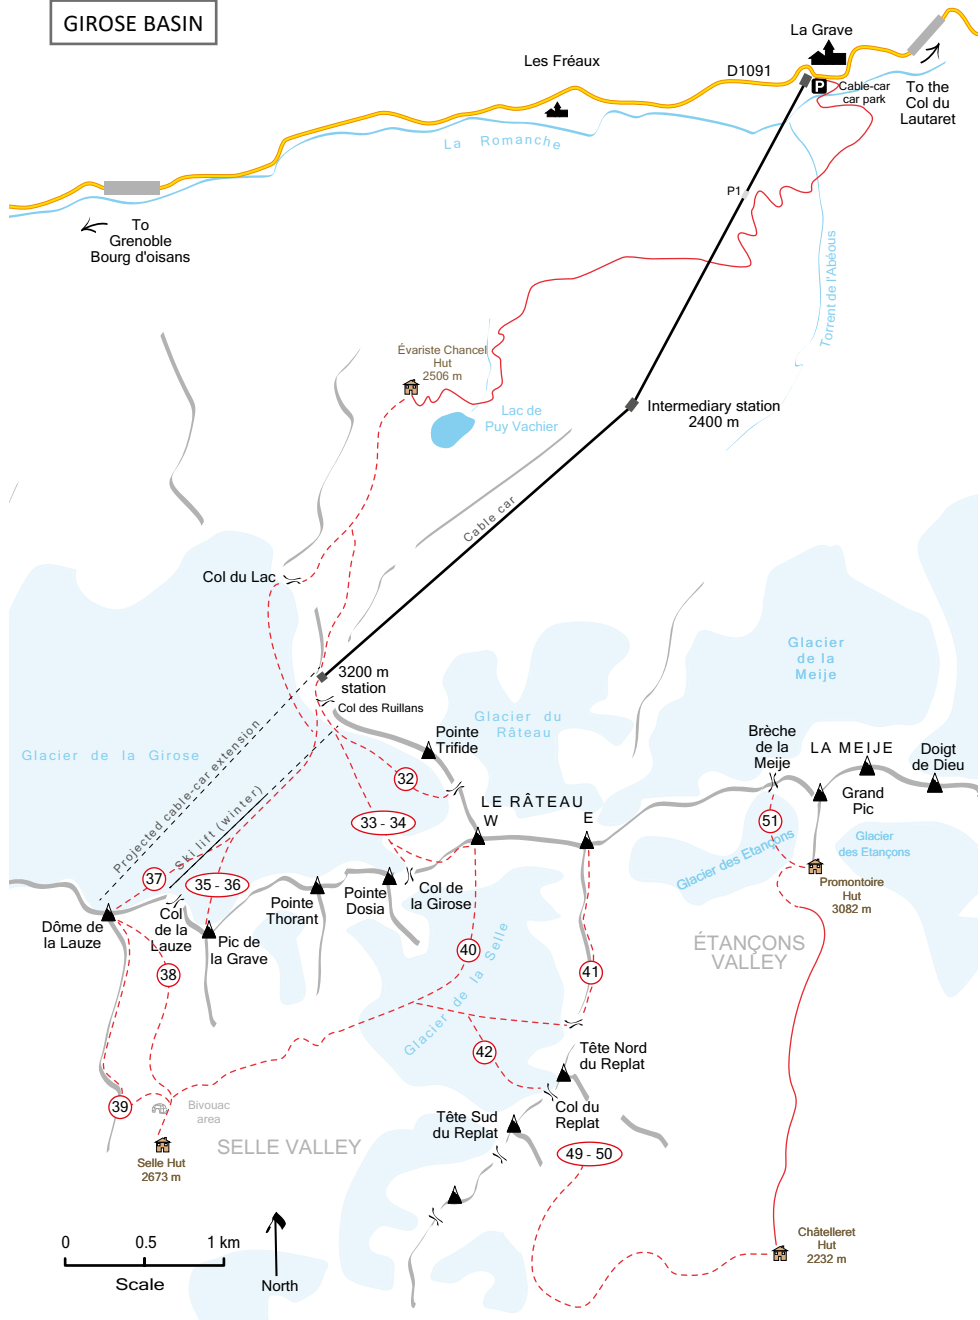 GIROSE BASIN
La Grave
Les Fréaux
D1091
P
Cable-car
car park
To the
Col du
Lautaret
La Romanche
P1
To
Grenoble
Bourg d'oisans
Torrent de l'Abéous
Évariste Chancel
Hut
2506 m
Lac de
Puy Vachier
Intermediary station
2400 m
Cable car
Col du Lac
3200 m
station
Col des Ruillans
Glacier
de la
Meije
Glacier du
Râteau
Pointe
Trifide
Brèche
de la
Meije
LA MEIJE
Doigt
de Dieu
Grand
Pic
Glacier de la Girose
Projected cable-car extension
Ski lift (winter)
32
LE RÂTEAU
W
E
33 - 34
51
Glacier des Etançons
Glacier
des Etançons
37
35 - 36
Pointe
Thorant
Pointe
Dosia
Col de
la Girose
Promontoire
Hut
3082 m
Dôme de
la Lauze
Col
de la
Lauze
Pic de
la Grave
ÉTANÇONS
VALLEY
38
40
41
Glacier de la Selle
42
Tête Nord
du Replat
39
Bivouac
area
Col du
Replat
Tête Sud
du Replat
SELLE VALLEY
Selle Hut
2673 m
49 - 50
Châtelleret
Hut
2232 m
0
0.5
1 km
Scale
North